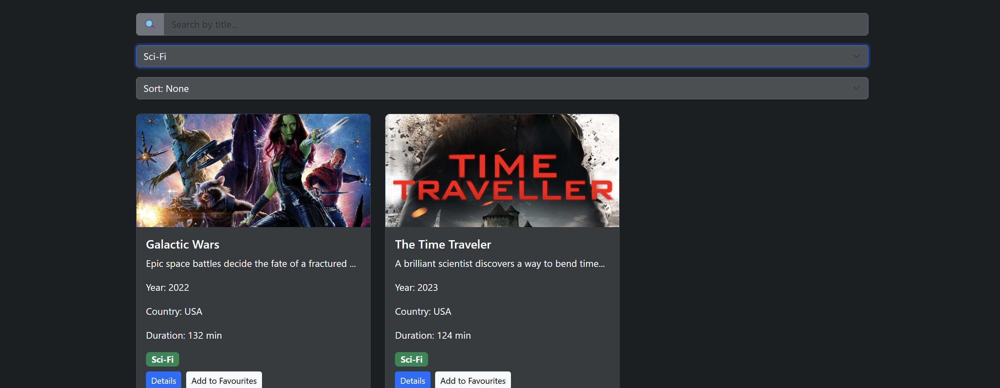 Search by title...
Sci-Fi
Sort: None
TIME
TRAVELLER
Galactic Wars
Epic space battles decide the fate of a fractured ...
Year: 2022
Country: USA
Duration: 132 min
Sci-Fi
Details
Add to Favourites
The Time Traveler
A brilliant scientist discovers a way to bend time...
Year: 2023
Country: USA
Duration: 124 min
Sci-Fi
Details
Add to Favourites